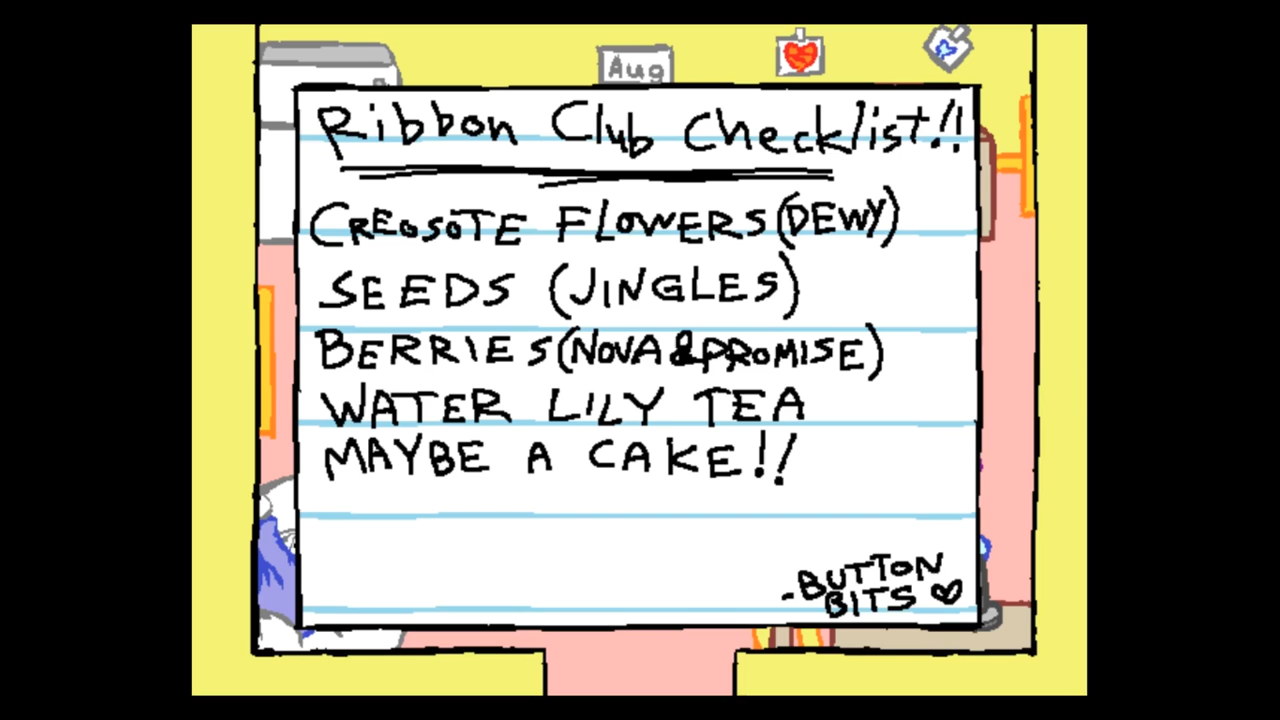 Aug
Ribbon Club Checklist!!
CREOSOTE FLOWERS (DEWY)
SEEDS (JINGLES)
BERRIES (NOVA & PROMISE)
WATER LILY TEA
MAYBE A CAKE!!
-BUTTON
BITS ♡